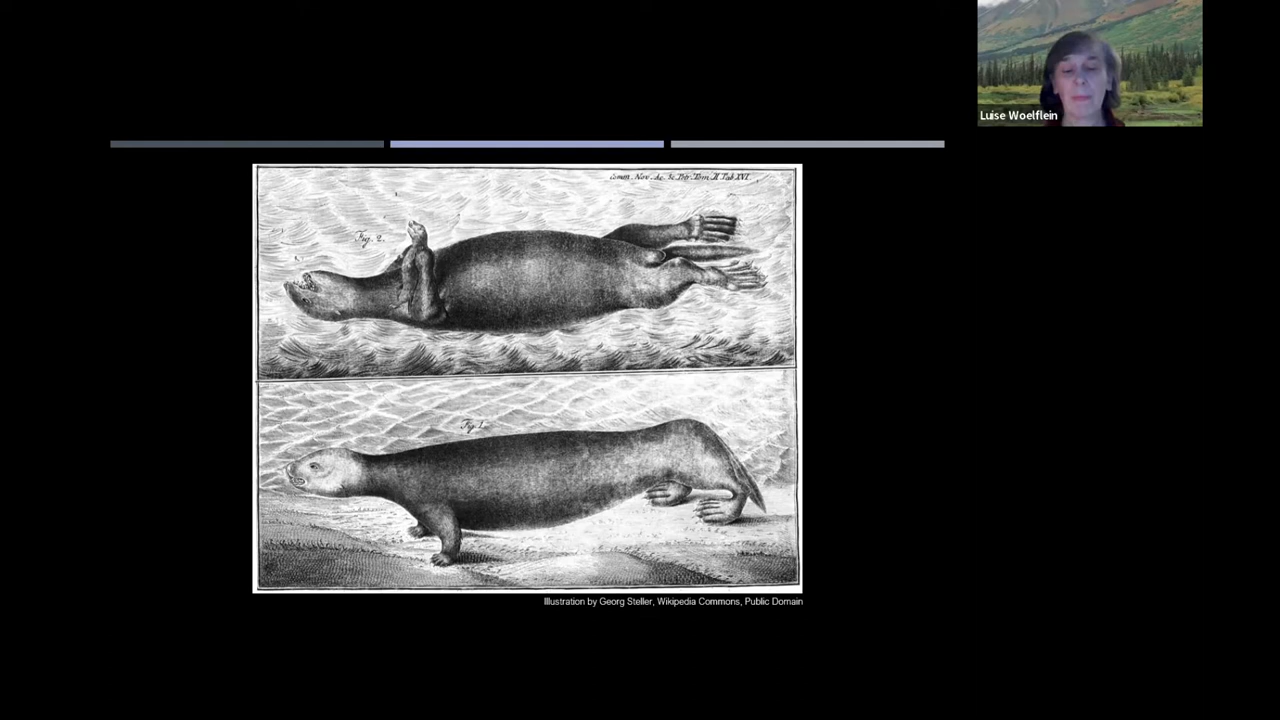 Luise Woelflein
Fig. 2.
Fig. 1.
Illustration by Georg Steller, Wikipedia Commons, Public Domain